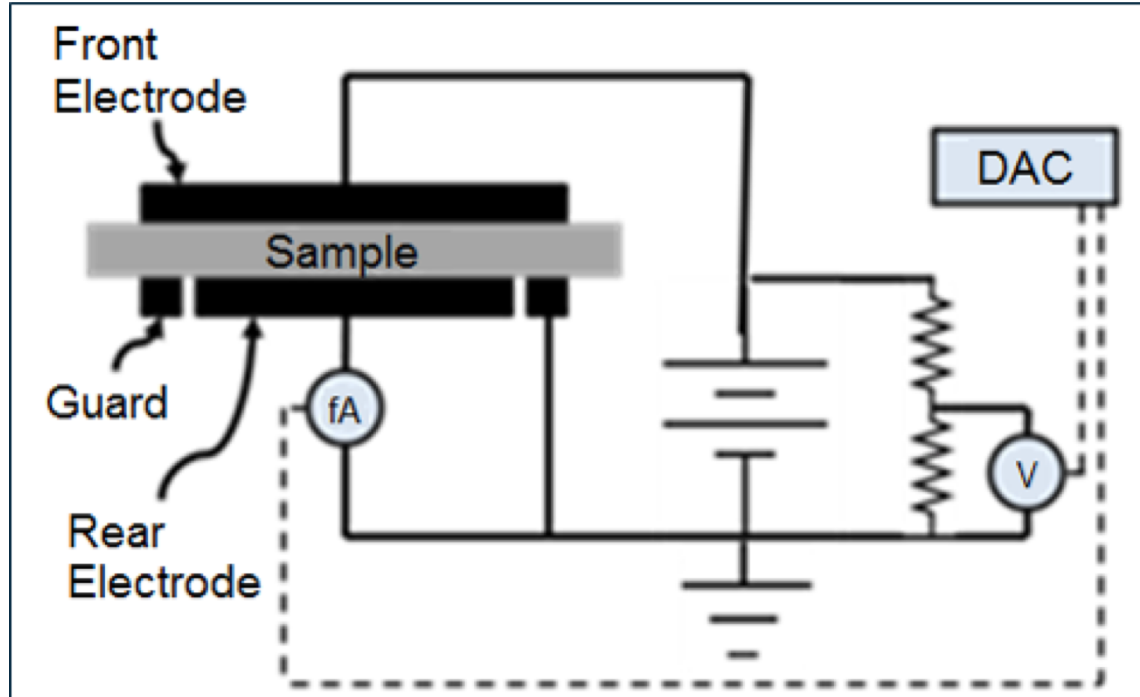 Front
Electrode
DAC
Sample
Guard
fA
V
Rear
Electrode